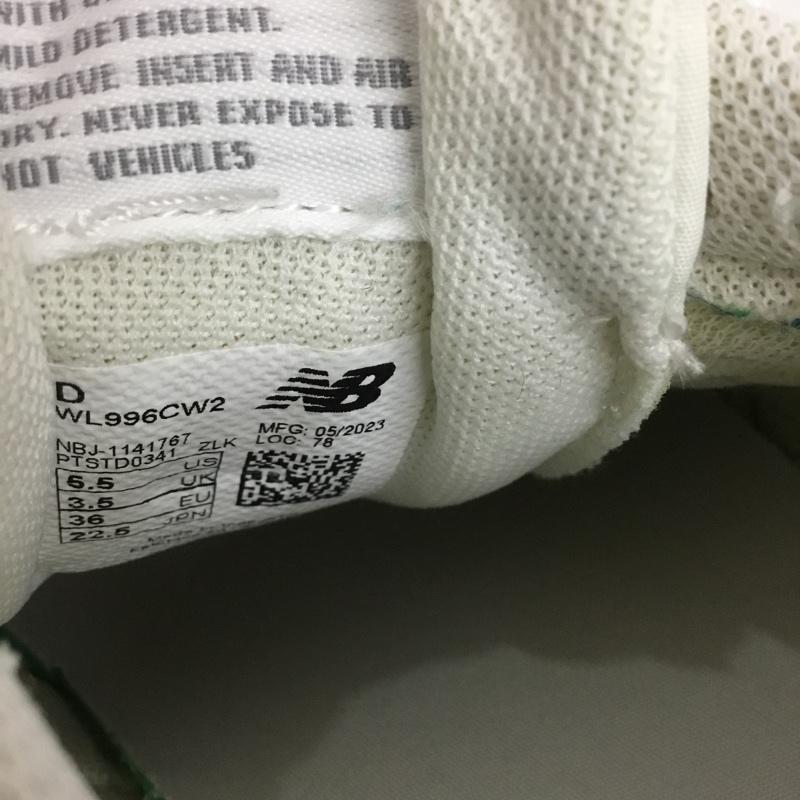 MILD DETERGENT.
REMOVE INSERT AND AIR
DRY. NEVER EXPOSE TO
HOT VEHICLES
D
WL996CW2
NB
NBJ-1141767 ZLK
PTSTD0341
MFG: 05/2023
LOC: 78
5.5 US
3.5 UK
36 EU
22.5 JPN